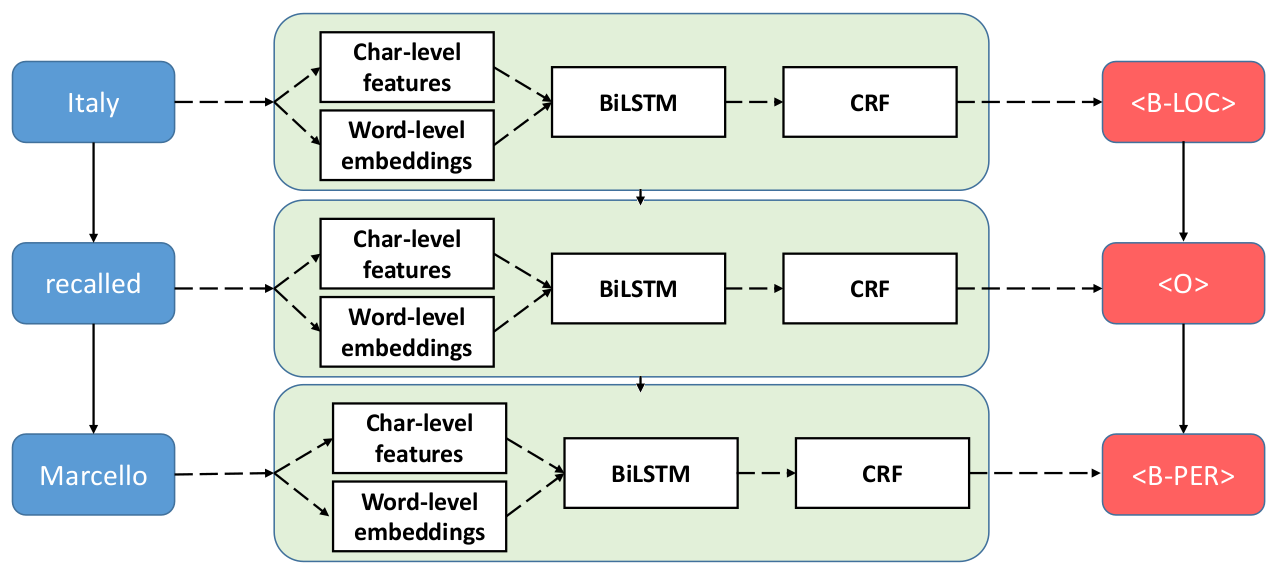 Italy
Char-level
features
Word-level
embeddings
BiLSTM
CRF
<B-LOC>
recalled
Char-level
features
Word-level
embeddings
BiLSTM
CRF
<O>
Marcello
Char-level
features
Word-level
embeddings
BiLSTM
CRF
<B-PER>